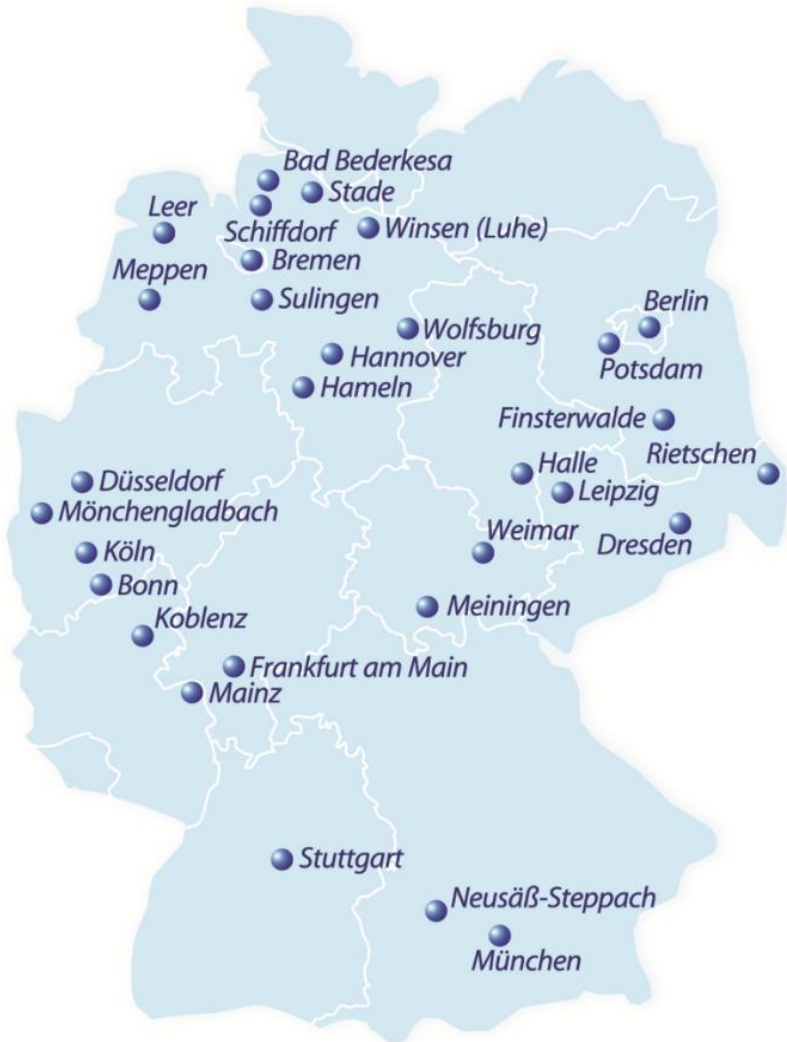 Bad Bederkesa
Stade
Leer
Schiffdorf
Winsen (Luhe)
Bremen
Meppen
Sulingen
Berlin
Wolfsburg
Hannover
Potsdam
Hameln
Finsterwalde
Rietschen
Halle
Düsseldorf
Leipzig
Mönchengladbach
Weimar
Dresden
Köln
Bonn
Meiningen
Koblenz
Frankfurt am Main
Mainz
Stuttgart
Neusäß-Steppach
München